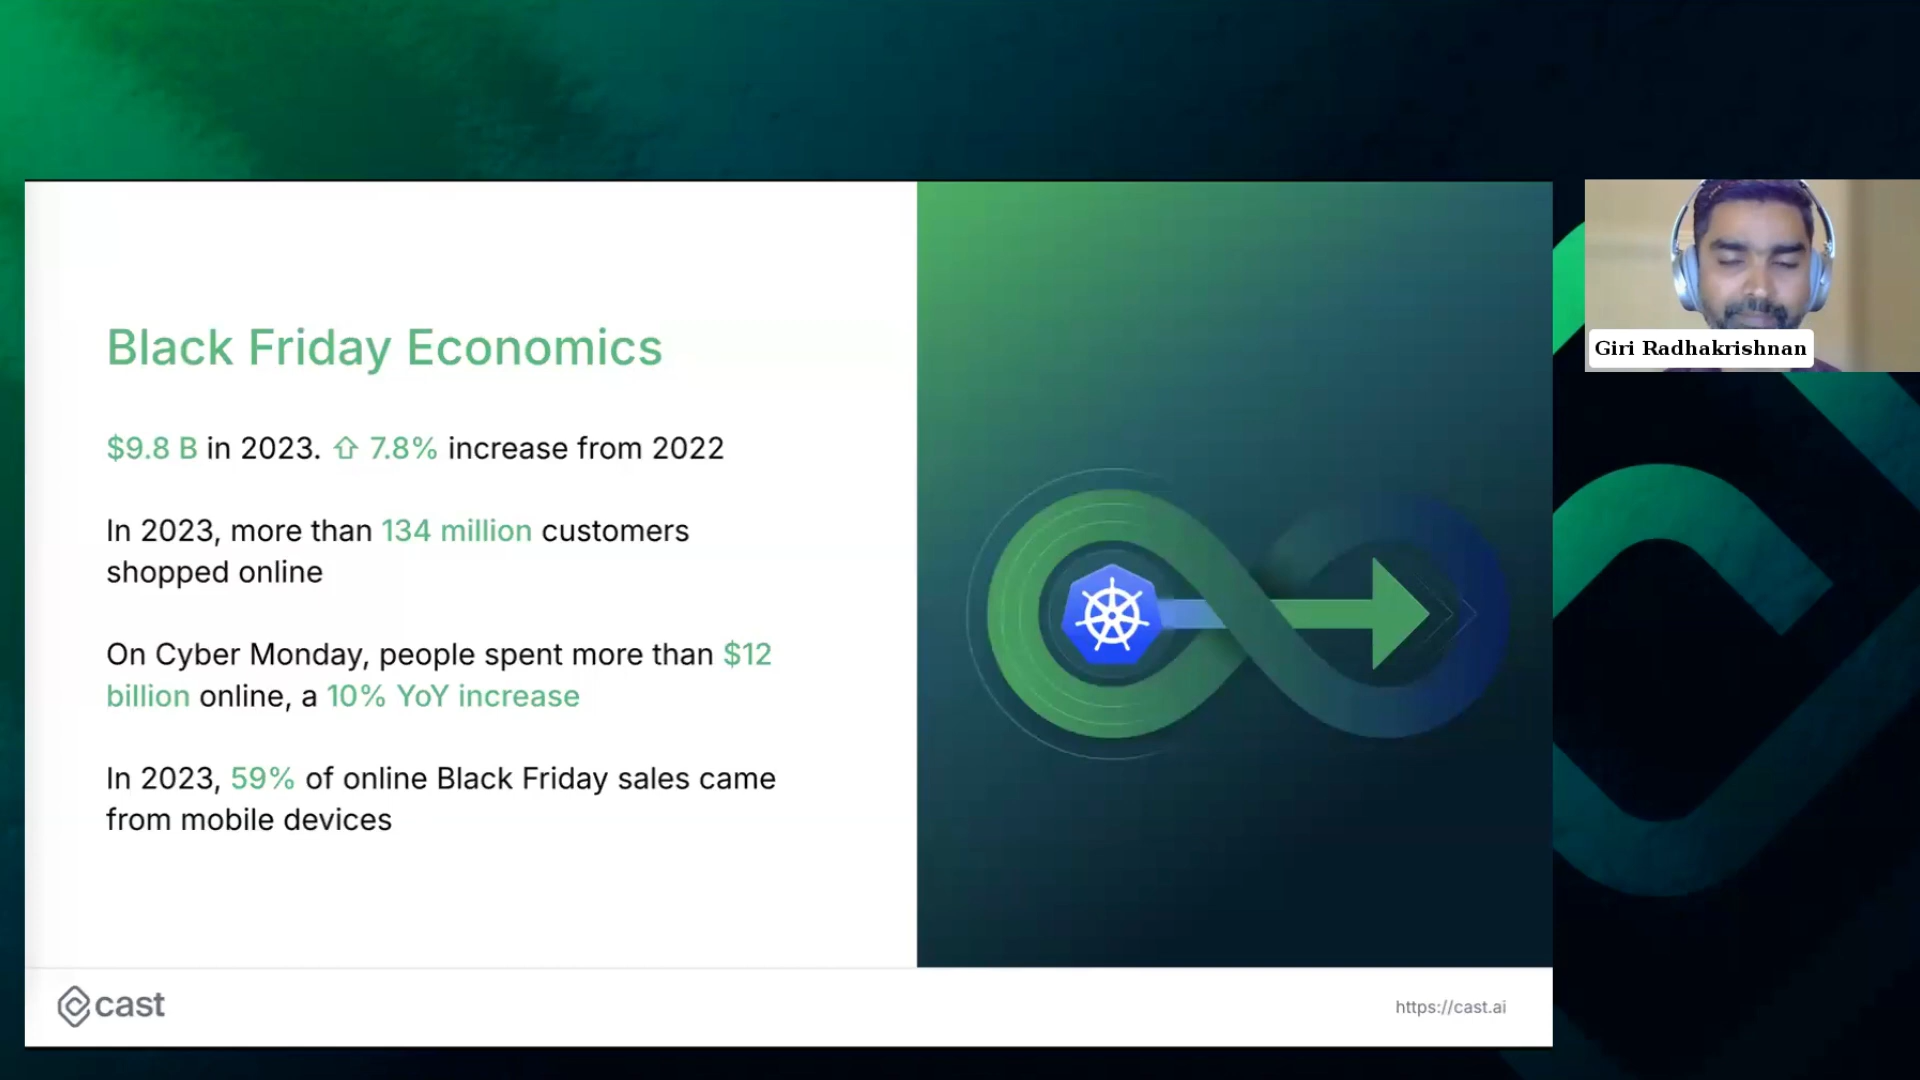 Black Friday Economics
$9.8 B in 2023. ⇧ 7.8% increase from 2022
In 2023, more than 134 million customers
shopped online
On Cyber Monday, people spent more than $12
billion online, a 10% YoY increase
In 2023, 59% of online Black Friday sales came
from mobile devices
cast
https://cast.ai
Giri Radhakrishnan